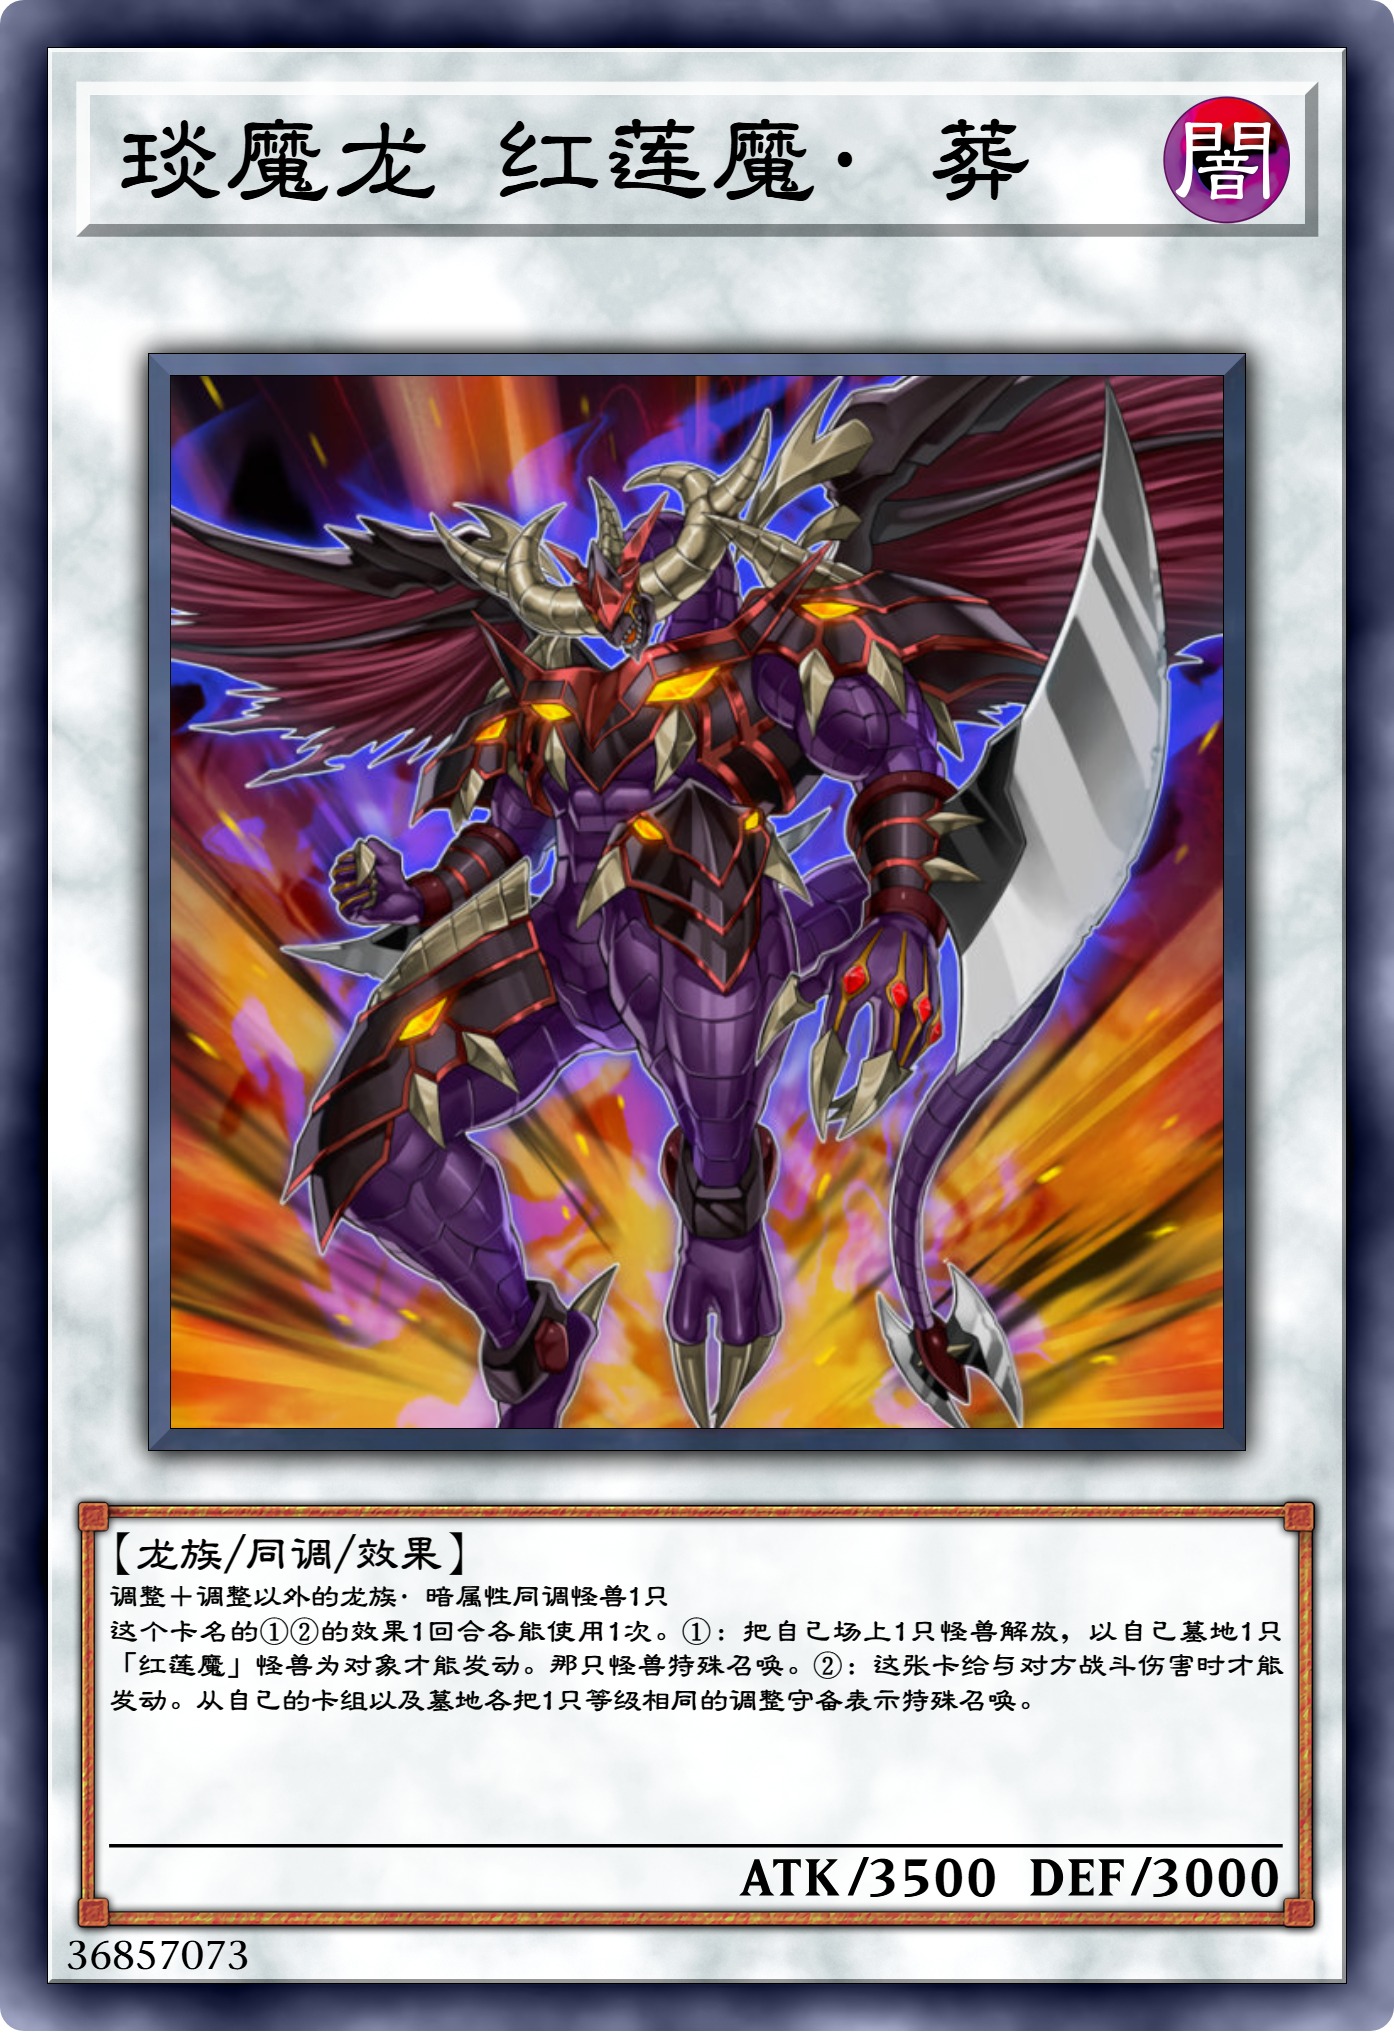 琰魔龙 红莲魔·葬
闇
【龙族/同调/效果】
调整＋调整以外的龙族·暗属性同调怪兽1只
这个卡名的①②的效果1回合各能使用1次。①：把自己场上1只怪兽解放，以自己墓地1只
「红莲魔」怪兽为对象才能发动。那只怪兽特殊召唤。②：这张卡给与对方战斗伤害时才能
发动。从自己的卡组以及墓地各把1只等级相同的调整守备表示特殊召唤。
ATK/3500 DEF/3000
36857073